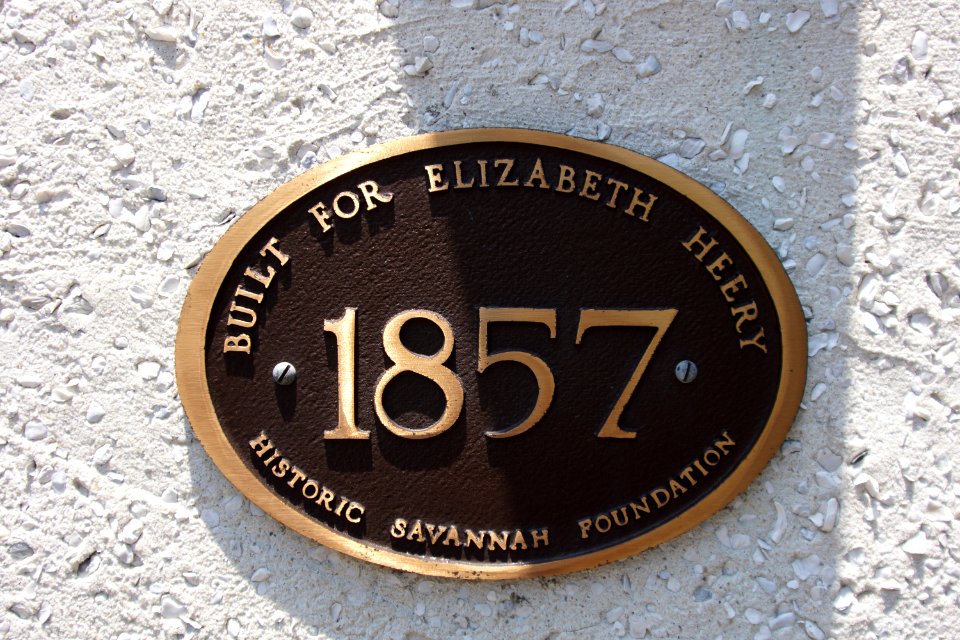 BUILT FOR ELIZABETH HEERY
1857
HISTORIC SAVANNAH FOUNDATION